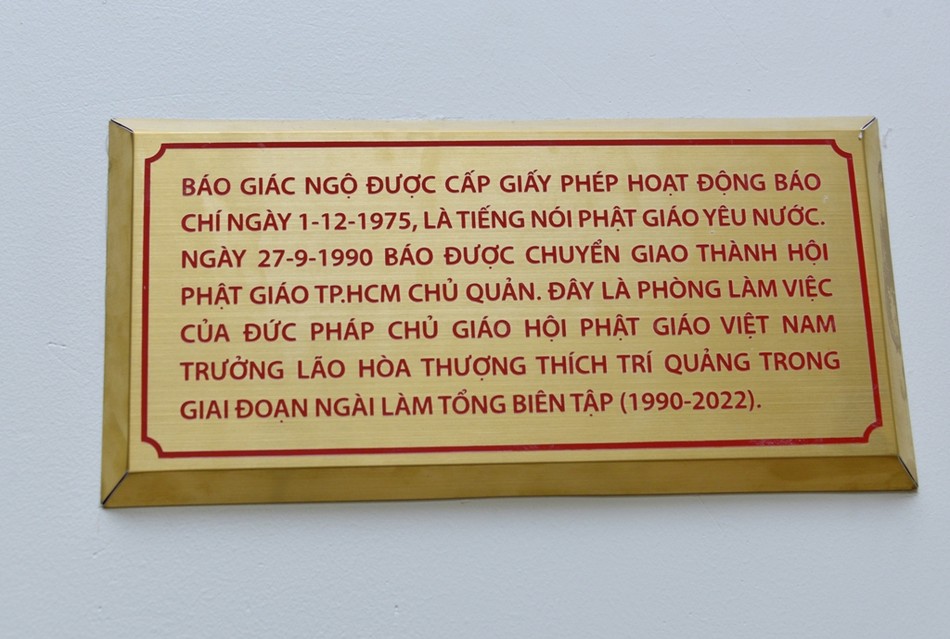 BÁO GIÁC NGỘ ĐƯỢC CẤP GIẤY PHÉP HOẠT ĐỘNG BÁO
CHÍ NGÀY 1-12-1975, LÀ TIẾNG NÓI PHẬT GIÁO YÊU NƯỚC.
NGÀY 27-9-1990 BÁO ĐƯỢC CHUYỂN GIAO THÀNH HỘI
PHẬT GIÁO TP.HCM CHỦ QUẢN. ĐÂY LÀ PHÒNG LÀM VIỆC
CỦA ĐỨC PHÁP CHỦ GIÁO HỘI PHẬT GIÁO VIỆT NAM
TRƯỞNG LÃO HÒA THƯỢNG THÍCH TRÍ QUẢNG TRONG
GIAI ĐOẠN NGÀI LÀM TỔNG BIÊN TẬP (1990-2022).